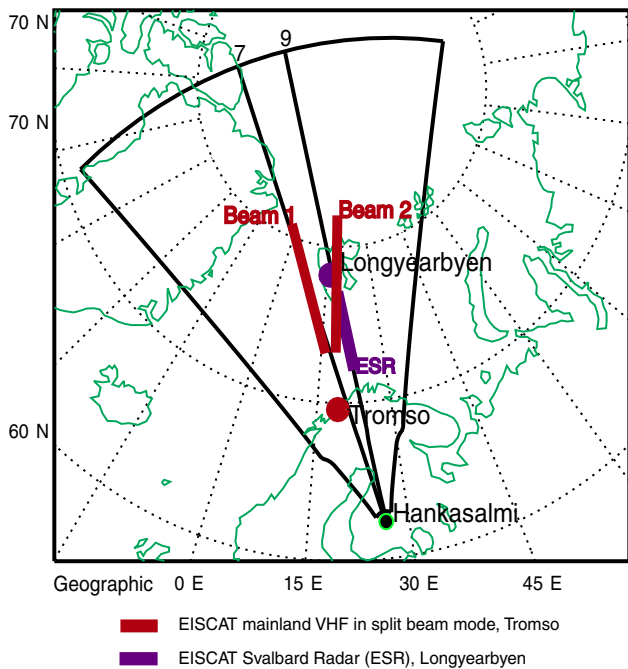 70 N
7
9
70 N
Beam 1
Beam 2
Longyearbyen
ESR
Tromso
60 N
Hankasalmi
Geographic
0 E
15 E
30 E
45 E
EISCAT mainland VHF in split beam mode, Tromso
EISCAT Svalbard Radar (ESR), Longyearbyen